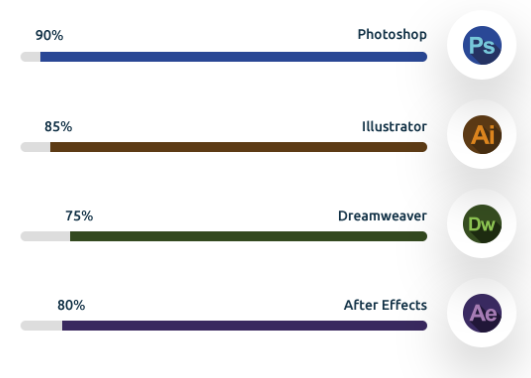 90% Photoshop Ps
85% Illustrator Ai
75% Dreamweaver Dw
80% After Effects Ae